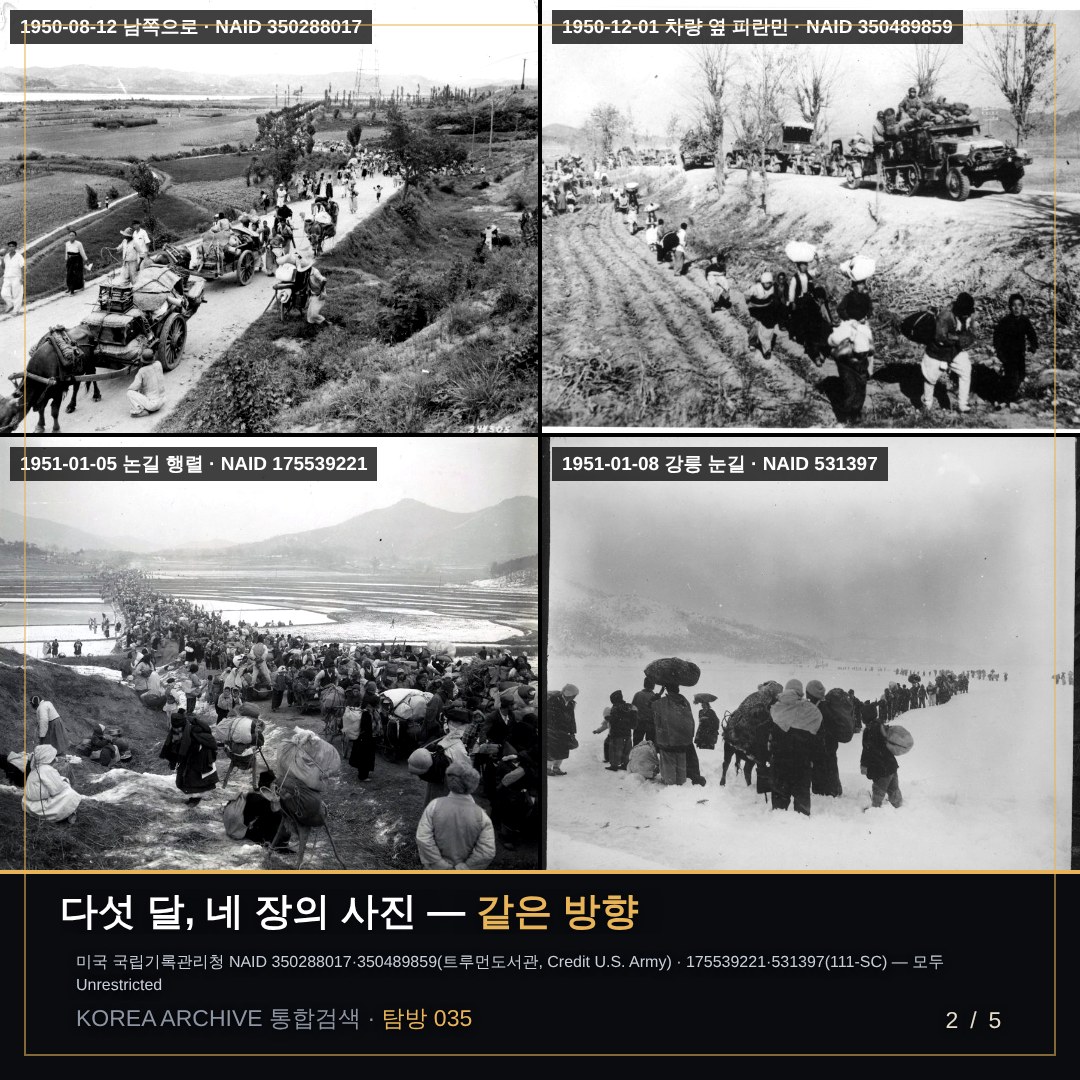 1950-08-12 남쪽으로 · NAID 350288017
1950-12-01 차량 옆 피란민 · NAID 350489859
1951-01-05 논길 행렬 · NAID 175539221
1951-01-08 강릉 눈길 · NAID 531397
다섯 달, 네 장의 사진 — 같은 방향
미국 국립기록관리청 NAID 350288017·350489859(트루먼도서관, Credit U.S. Army) · 175539221·531397(111-SC) — 모두
Unrestricted
KOREA ARCHIVE 통합검색 · 탐방 035
2 / 5